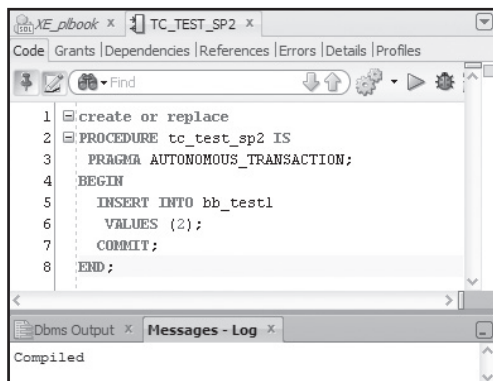 XE_plbook x TC_TEST_SP2 x
Code Grants | Dependencies | References | Errors | Details | Profiles
Find
1 create or replace
2 PROCEDURE tc_test_sp2 IS
3 PRAGMA AUTONOMOUS_TRANSACTION;
4 BEGIN
5 INSERT INTO bb_test1
6 VALUES (2);
7 COMMIT;
8 END;
Dbms Output x Messages - Log x
Compiled